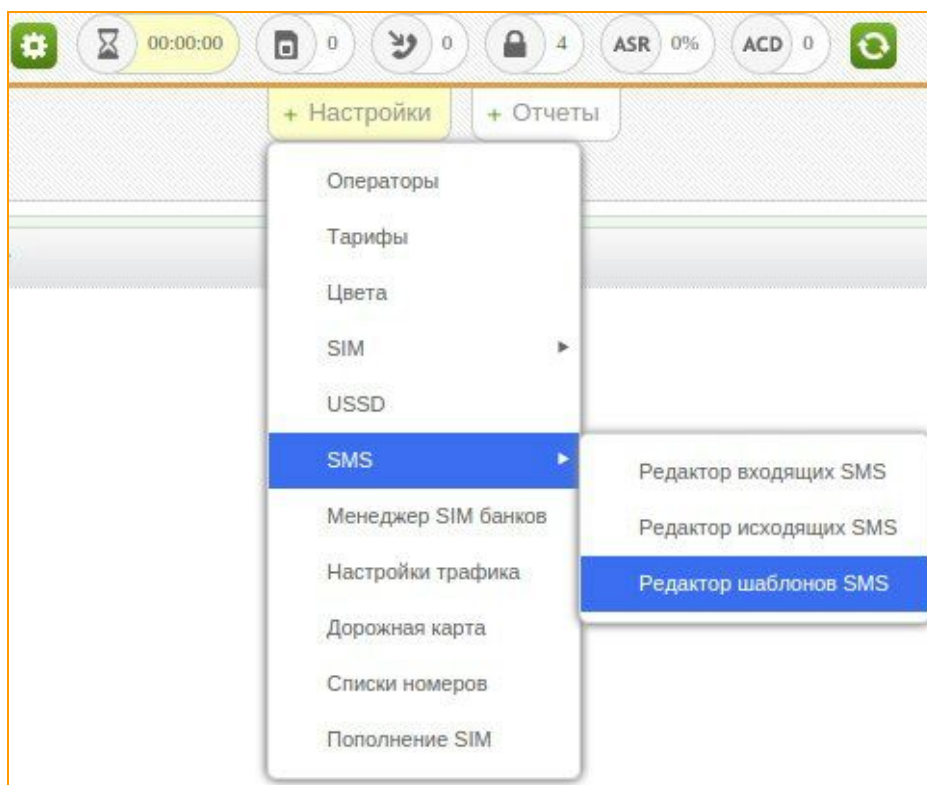 00:00:00 0 0 4 ASR 0% ACD 0
+ Настройки + Отчеты
Операторы
Тарифы
Цвета
SIM
USSD
SMS
Редактор входящих SMS
Редактор исходящих SMS
Редактор шаблонов SMS
Менеджер SIM банков
Настройки трафика
Дорожная карта
Списки номеров
Пополнение SIM